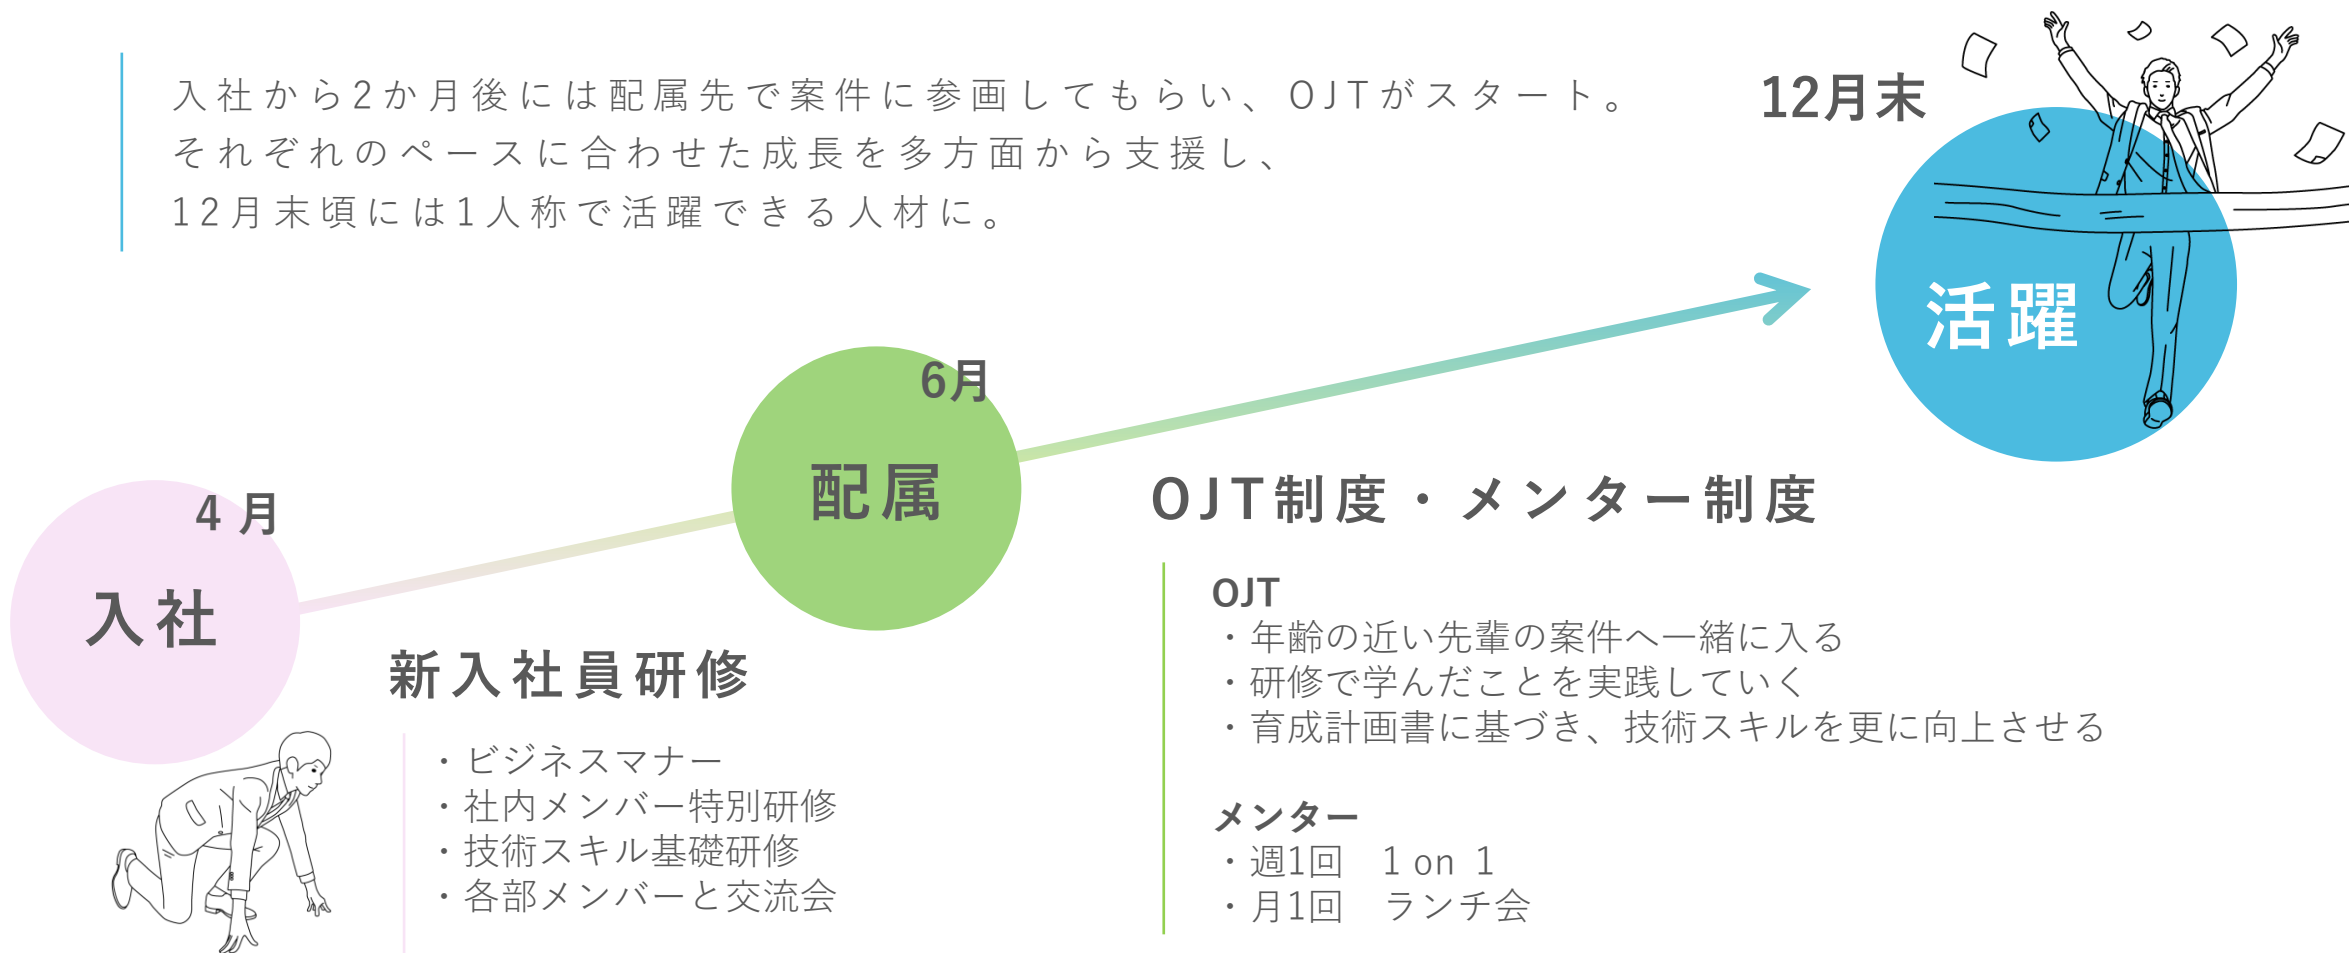 入社から2か月後には配属先で案件に参画してもらい、OJTがスタート。
それぞれのペースに合わせた成長を多方面から支援し、
12月末頃には1人称で活躍できる人材に。
12月末
活躍
6月
配属
4 月
入社
新入社員研修
・ビジネスマナー
・社内メンバー特別研修
・技術スキル基礎研修
・各部メンバーと交流会
OJT制度・メンター制度
OJT
・年齢の近い先輩の案件へ一緒に入る
・研修で学んだことを実践していく
・育成計画書に基づき、技術スキルを更に向上させる
メンター
・週1回　1 on 1
・月1回　ランチ会